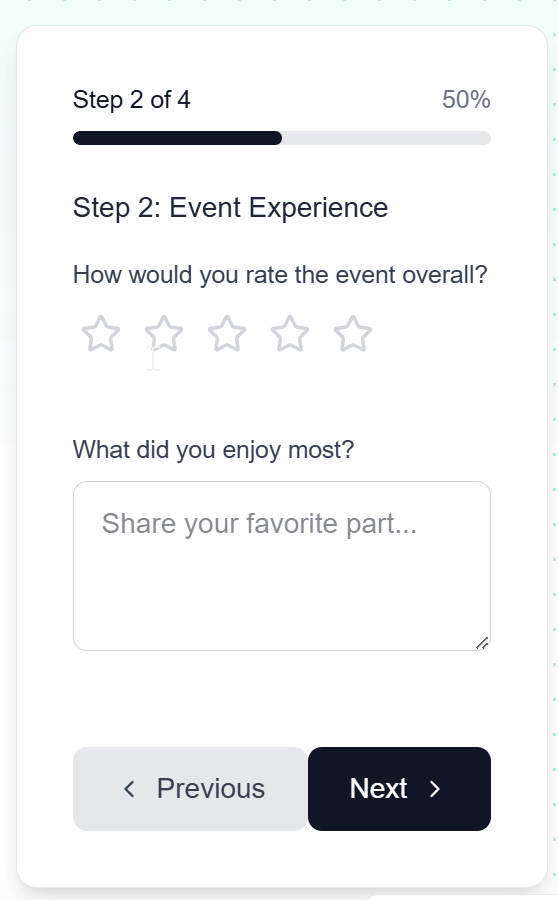 Step 2 of 4
50%
Step 2: Event Experience
How would you rate the event overall?
What did you enjoy most?
Share your favorite part...
Previous
Next